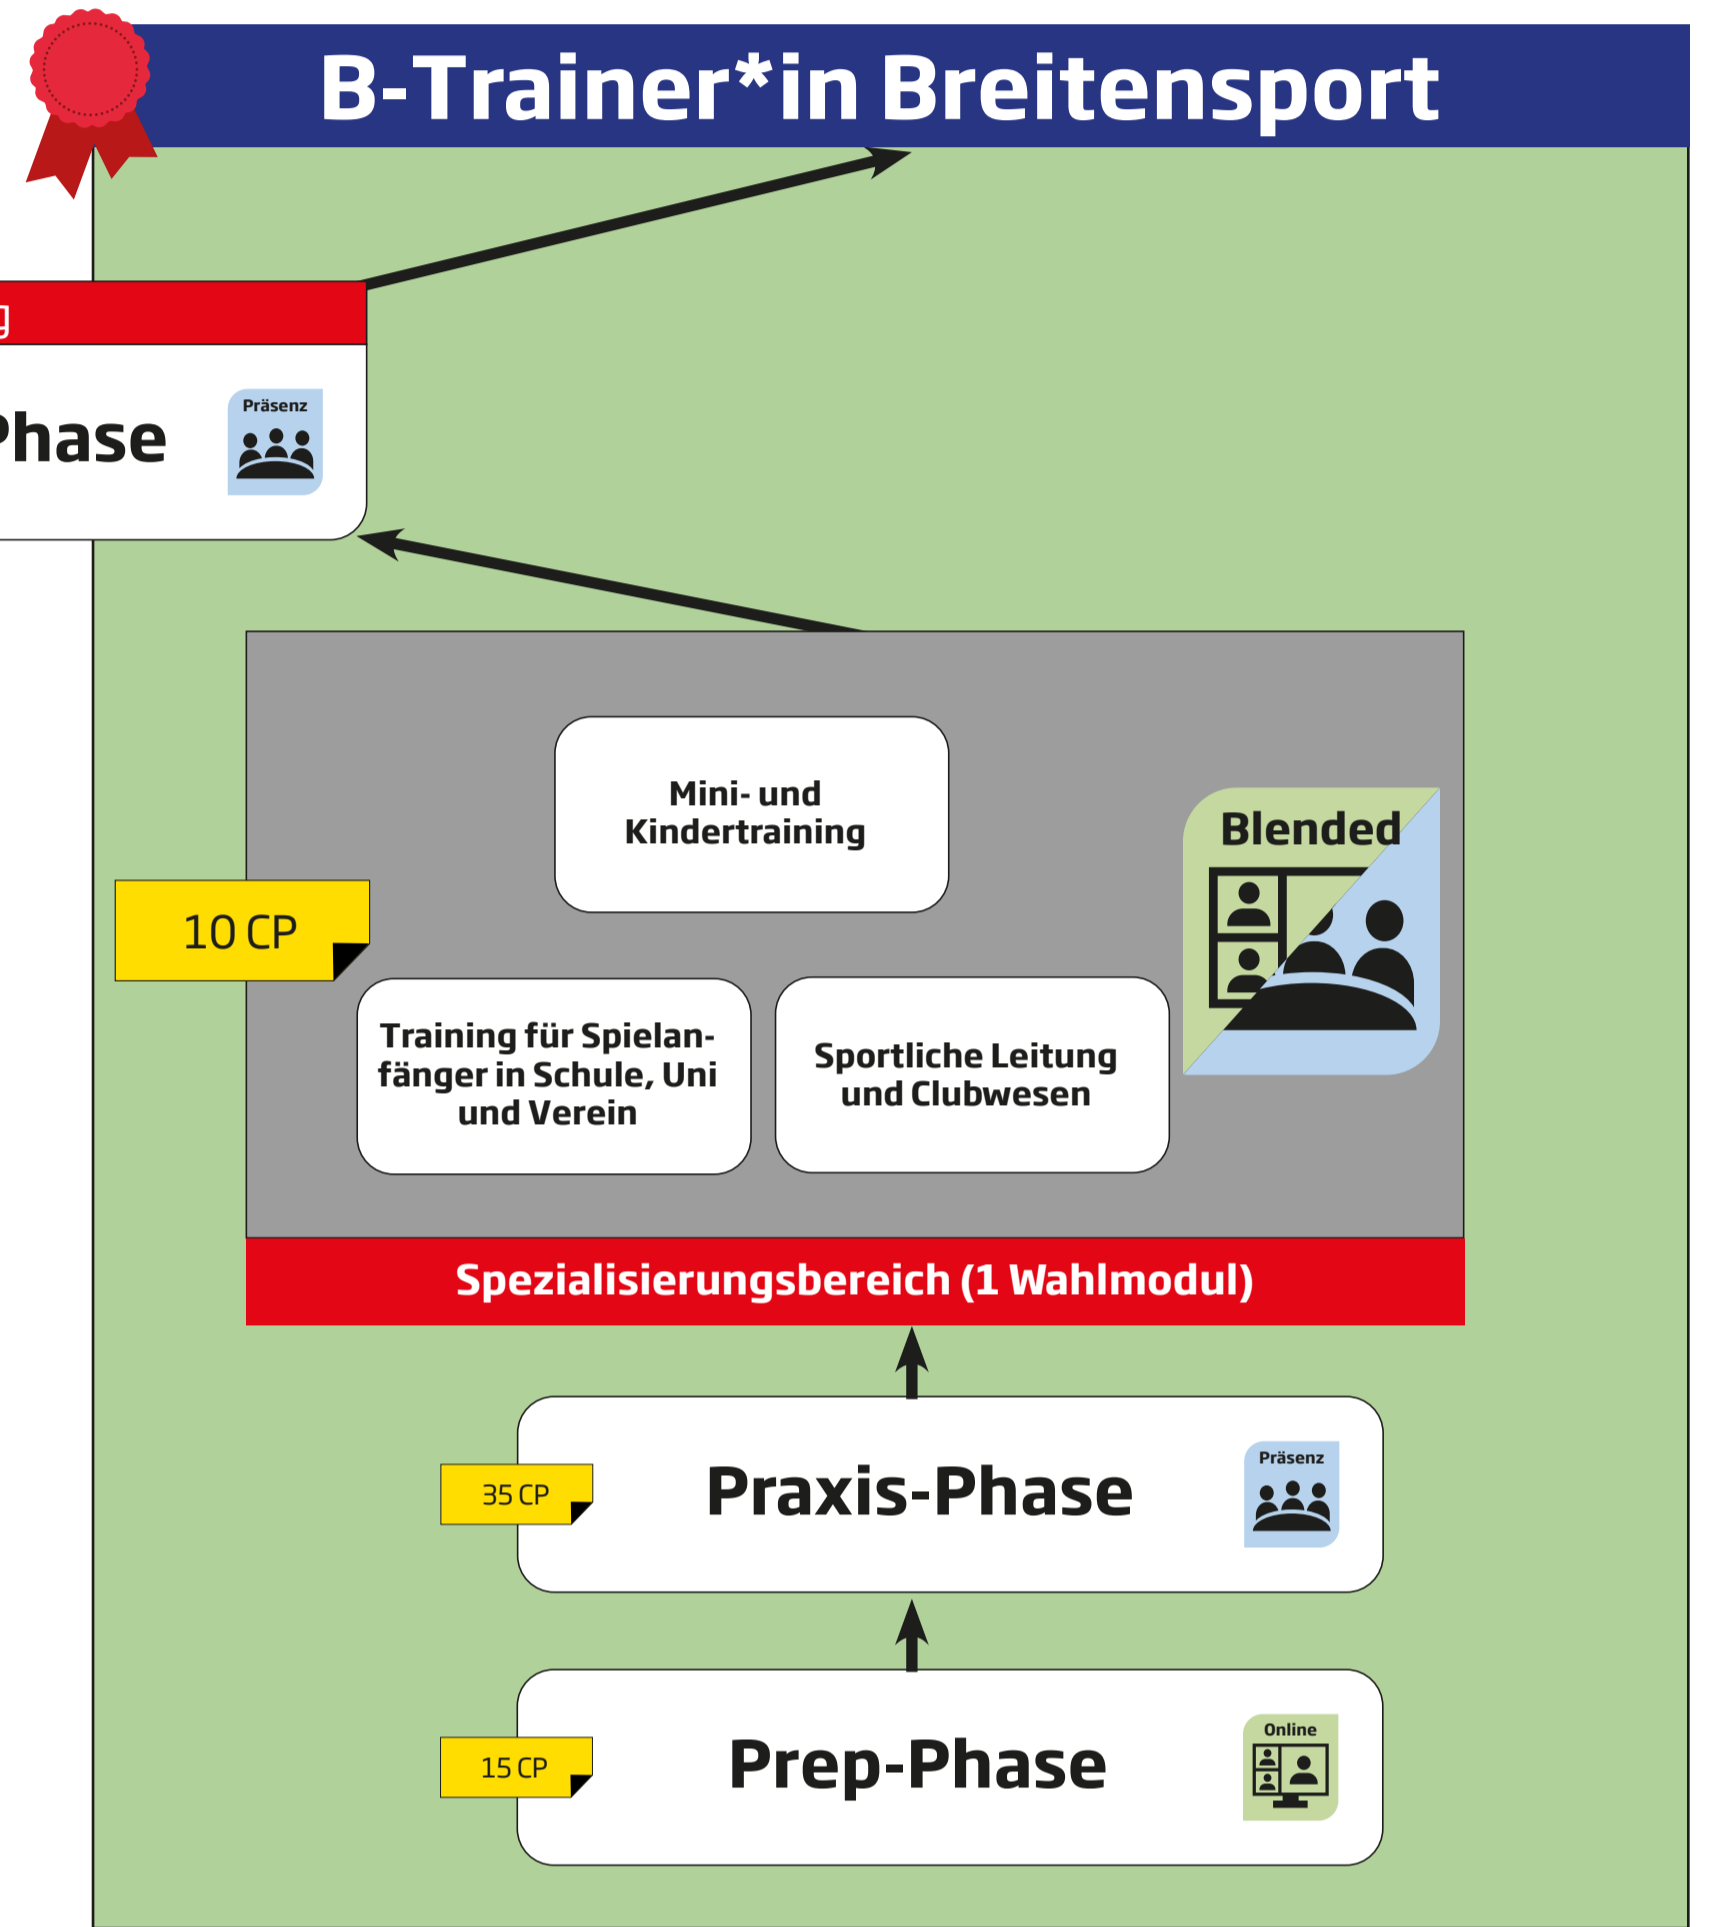 B-Trainer*in Breitensport
Phase
Präsenz
Mini- und
Kindertraining
Blended
10 CP
Training für Spielan-
fänger in Schule, Uni
und Verein
Sportliche Leitung
und Clubwesen
Spezialisierungsbereich (1 Wahlmodul)
35 CP
Praxis-Phase
Präsenz
15 CP
Prep-Phase
Online